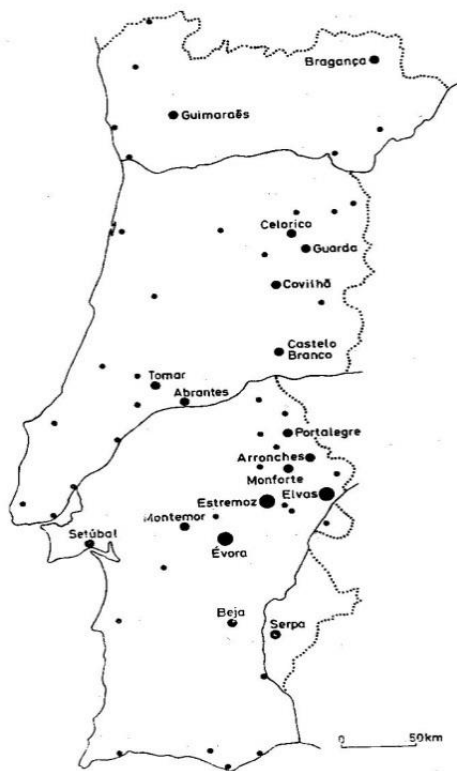 Bragança
Guimarães
Celorico
Guarda
Covilhã
Castelo
Branco
Tomar
Abrantes
Portalegre
Arronches
Monforte
Elvas
Estremoz
Montemor
Setúbal
Évora
Beja
Serpa
0 50km